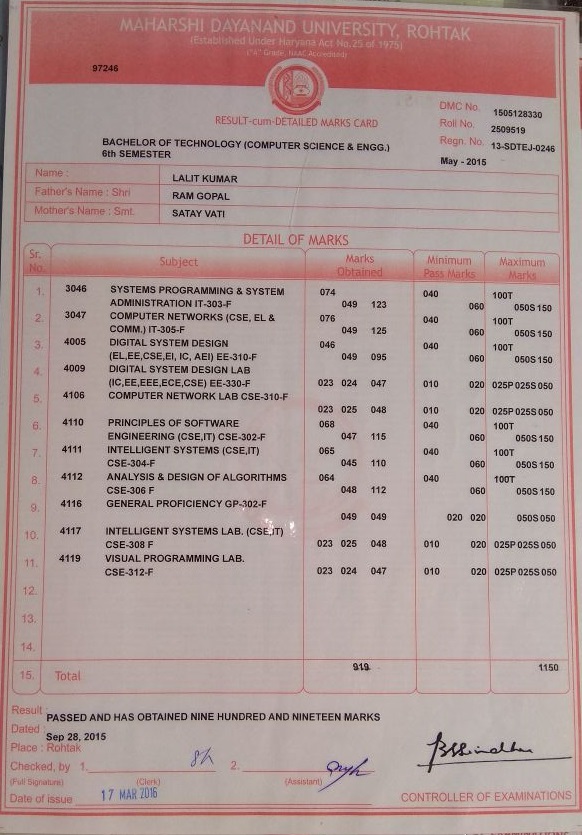 MAHARSHI DAYANAND UNIVERSITY, ROHTAK
(Established Under Haryana Act No.25 of 1975)
("A" Grade, NAAC Accredited)
97246
RESULT-cum-DETAILED MARKS CARD
DMC No. 1505128330
Roll No. 2509519
Regn. No. 13-SDTEJ-0246
BACHELOR OF TECHNOLOGY (COMPUTER SCIENCE & ENGG.)
6th SEMESTER
May - 2015
Name : LALIT KUMAR
Father's Name : Shri RAM GOPAL
Mother's Name : Smt. SATAY VATI
DETAIL OF MARKS
Sr. No. Subject Marks Obtained Minimum Pass Marks Maximum Marks
1. 3046 SYSTEMS PROGRAMMING & SYSTEM 074 040 100T
ADMINISTRATION IT-303-F 049 123 060 050S 150
2. 3047 COMPUTER NETWORKS (CSE, EL & 076 040 100T
COMM.) IT-305-F 049 125 060 050S 150
3. 4005 DIGITAL SYSTEM DESIGN 046 040 100T
(EL,EE,CSE,EI, IC, AEI) EE-310-F 049 095 060 050S 150
4. 4009 DIGITAL SYSTEM DESIGN LAB
(IC,EE,EEE,ECE,CSE) EE-330-F 023 024 047 010 020 025P 025S 050
5. 4106 COMPUTER NETWORK LAB CSE-310-F
023 025 048 010 020 025P 025S 050
6. 4110 PRINCIPLES OF SOFTWARE 068 040 100T
ENGINEERING (CSE,IT) CSE-302-F 047 115 060 050S 150
7. 4111 INTELLIGENT SYSTEMS (CSE,IT) 065 040 100T
CSE-304-F 045 110 060 050S 150
8. 4112 ANALYSIS & DESIGN OF ALGORITHMS 064 040 100T
CSE-306 F 048 112 060 050S 150
9. 4116 GENERAL PROFICIENCY GP-302-F
049 049 020 020 050S 050
10. 4117 INTELLIGENT SYSTEMS LAB. (CSE,IT)
CSE-308 F 023 025 048 010 020 025P 025S 050
11. 4119 VISUAL PROGRAMMING LAB.
CSE-312-F 023 024 047 010 020 025P 025S 050
12.
13.
14.
15. Total 919 1150
Result : PASSED AND HAS OBTAINED NINE HUNDRED AND NINETEEN MARKS
Dated : Sep 28, 2015
Place : Rohtak
Checked, by 1. 2.
(Full Signature) (Clerk) (Assistant)
Date of issue 17 MAR 2016
CONTROLLER OF EXAMINATIONS